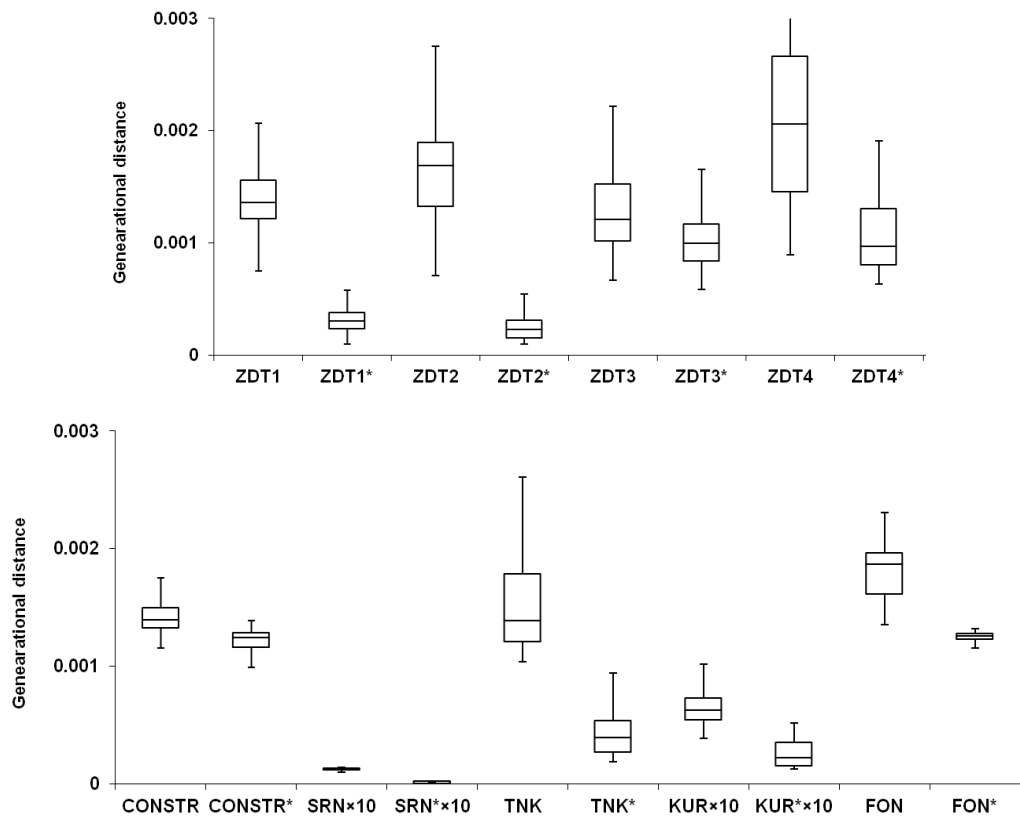 0.003
0.002
0.001
0
Genearational distance
ZDT1 ZDT1* ZDT2 ZDT2* ZDT3 ZDT3* ZDT4 ZDT4*
0.003
0.002
0.001
0
Genearational distance
CONSTR CONSTR* SRN×10 SRN*×10 TNK TNK* KUR×10 KUR*×10 FON FON*